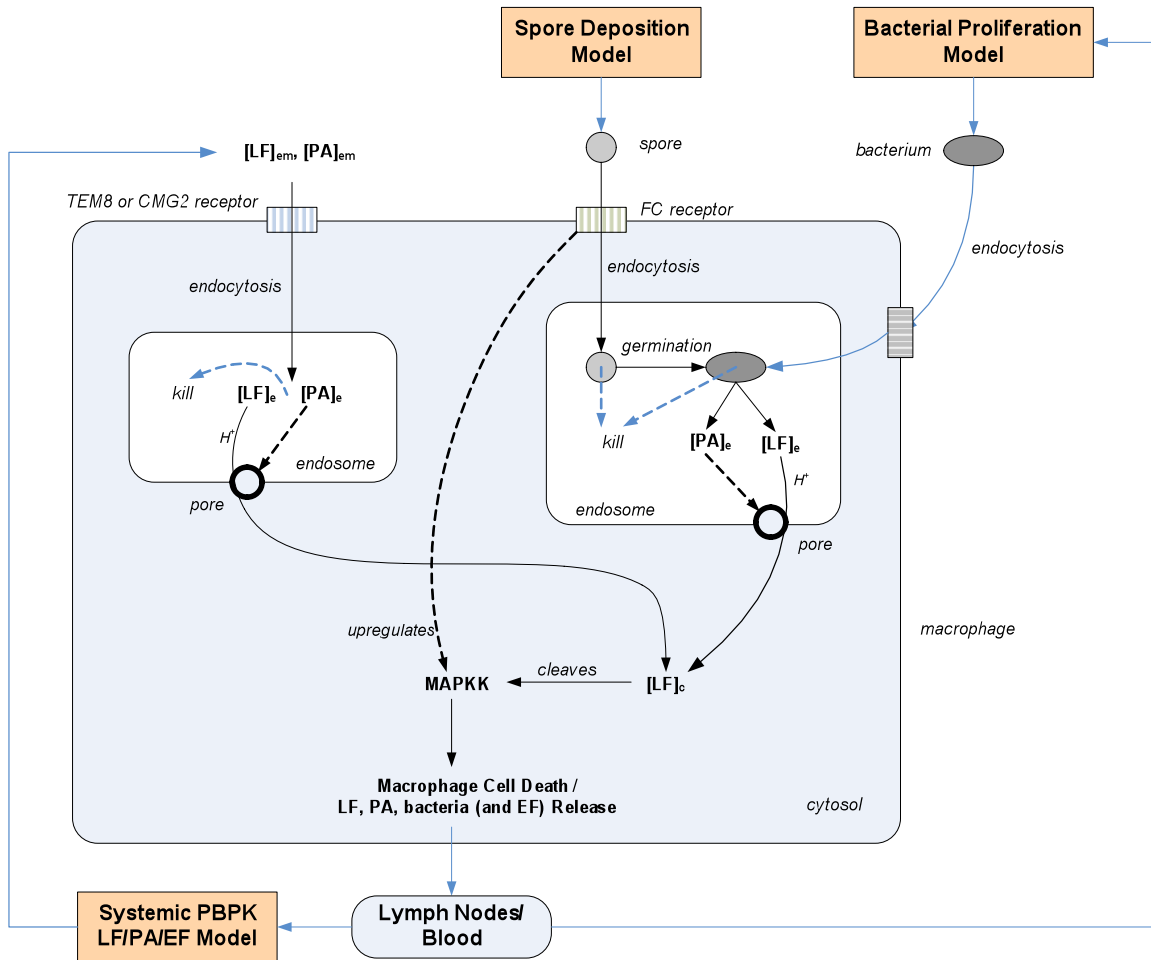 Spore Deposition
Model
Bacterial Proliferation
Model
[LF]em, [PA]em
spore
bacterium
TEM8 or CMG2 receptor
FC receptor
endocytosis
endocytosis
endocytosis
germination
kill
[LF]e
[PA]e
H+
endosome
pore
kill
[PA]e
[LF]e
H+
endosome
pore
upregulates
macrophage
MAPKK
cleaves
[LF]c
Macrophage Cell Death /
LF, PA, bacteria (and EF) Release
cytosol
Systemic PBPK
LF/PA/EF Model
Lymph Nodes/
Blood